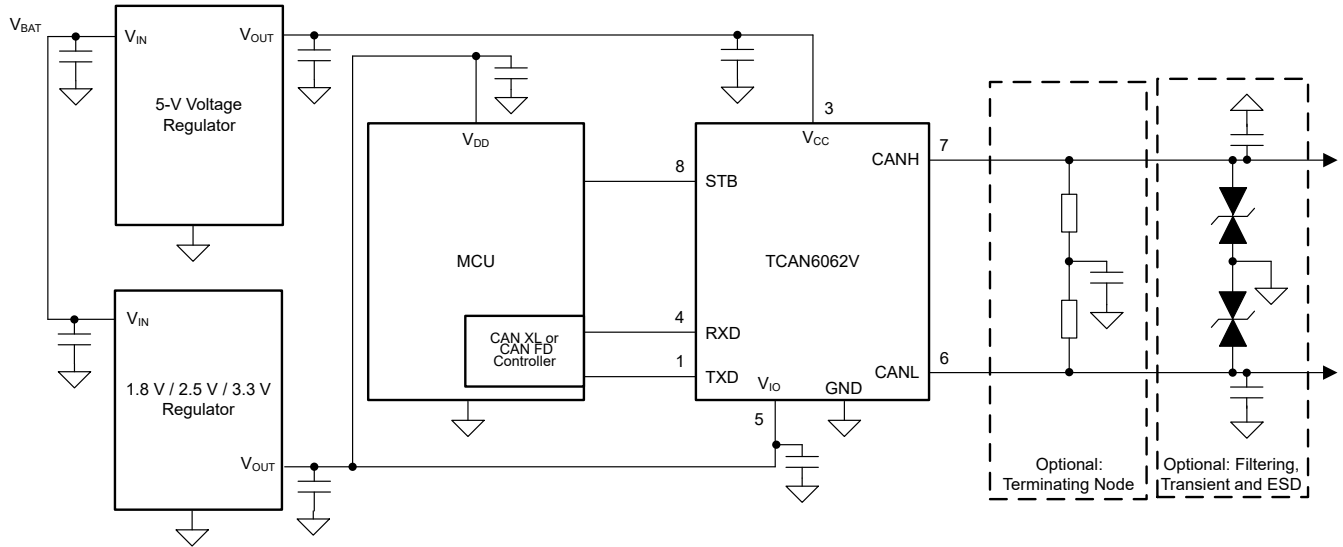 VBAT
VIN
VOUT
5-V Voltage
Regulator
VIN
1.8 V / 2.5 V / 3.3 V
Regulator
VOUT
VDD
MCU
CAN XL or
CAN FD
Controller
8
4
1
3
VCC
STB
TCAN6062V
RXD
TXD
VIO
5
GND
CANH
7
CANL
6
Optional:
Terminating Node
Optional: Filtering,
Transient and ESD